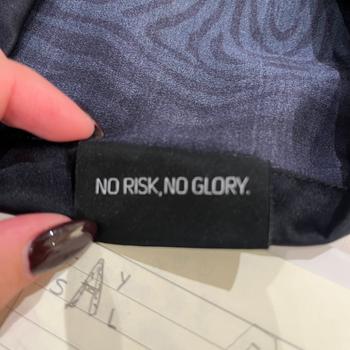 NO RISK, NO GLORY.
S A Y
L